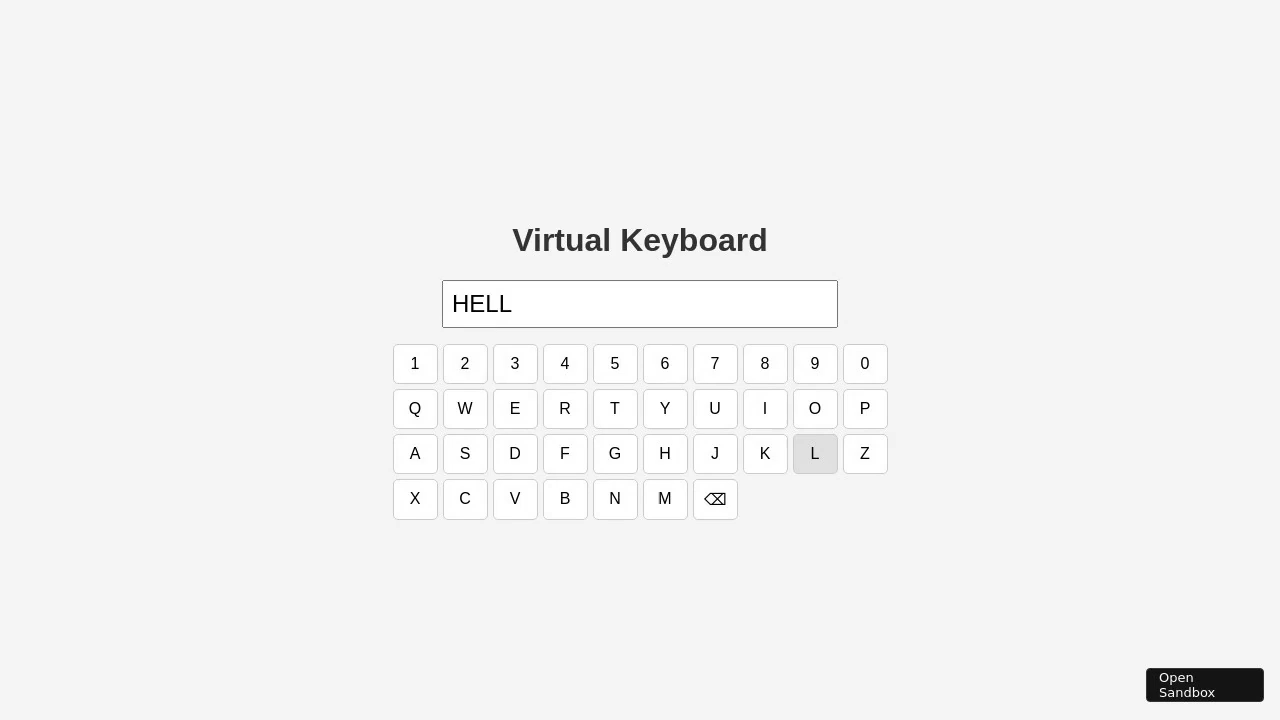 Virtual Keyboard
HELL
1 2 3 4 5 6 7 8 9 0
Q W E R T Y U I O P
A S D F G H J K L Z
X C V B N M ⌫
Open
Sandbox